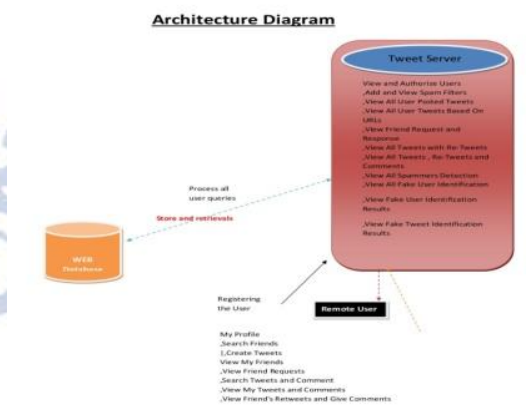 Architecture Diagram
Tweet Server
View and Authorize Users
,Add and View Spam Filters
,View All User Posted Tweets
,View All User Tweets Based On
URLs
,View Friend Request and
Response
,View All Tweets with Re-Tweets
,View All Tweets , Re-Tweets and
Comments
,View All Spammers Detection
,View All Fake User Identification
,View Fake User Identification
Results
,View Fake Tweet Identification
Results
Process all
user queries
Store and retrievals
WEB
Database
Registering
the User
Remote User
My Profile
,Search Friends
(,Create Tweets
View My Friends
,View Friend Requests
,Search Tweets and Comment
,View My Tweets and Comments
,View Friend's Retweets and Give Comments